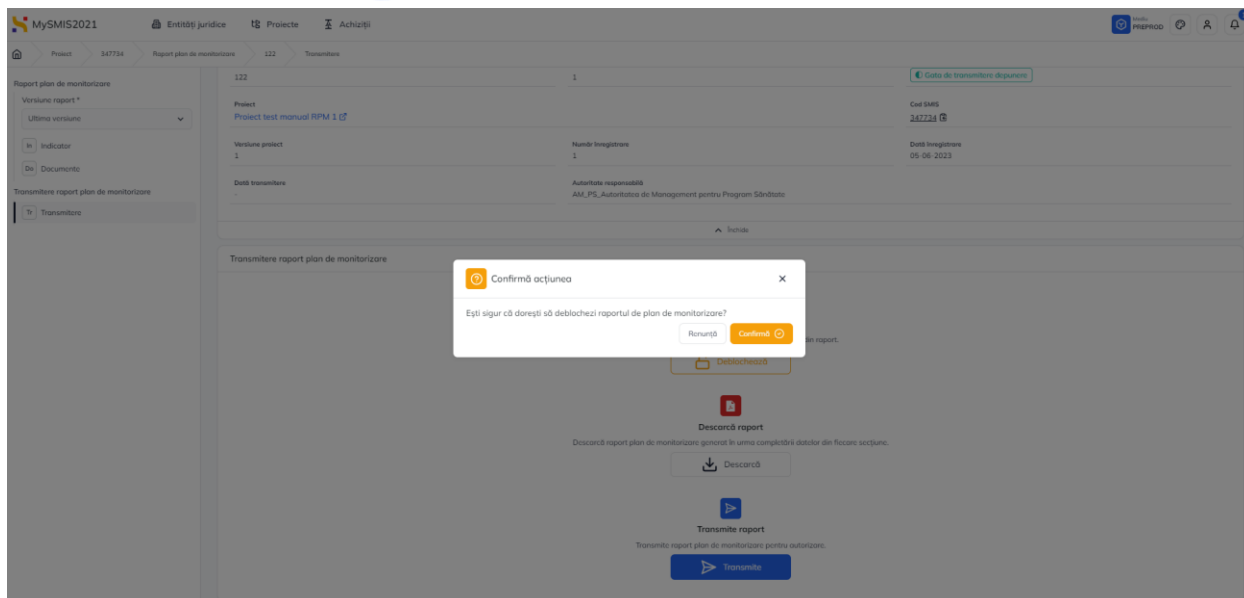 MySMIS2021
Entități juridice
Proiecte
Achiziții
Mediu
PREPROD
Proiect
347734
Raport plan de monitorizare
122
Transmitere
Raport plan de monitorizare
Versiune raport *
Ultima versiune
In Indicator
Do Documente
Transmitere raport plan de monitorizare
Tr Transmitere
122
1
Gata de transmitere depunere
Proiect
Proiect test manual RPM 1
Cod SMIS
347734
Versiune proiect
1
Număr înregistrare
1
Dată înregistrare
05-06-2023
Dată transmitere
-
Autoritate responsabilă
AM_PS_Autoritatea de Management pentru Program Sănătate
Închide
Transmitere raport plan de monitorizare
Confirmă acțiunea
Ești sigur că dorești să deblochezi raportul de plan de monitorizare?
Renunță
Confirmă
in raport.
Deblochează
Descarcă raport
Descarcă raport plan de monitorizare generat în urma completării datelor din fiecare secțiune.
Descarcă
Transmite raport
Transmite raport plan de monitorizare pentru autorizare.
Transmite